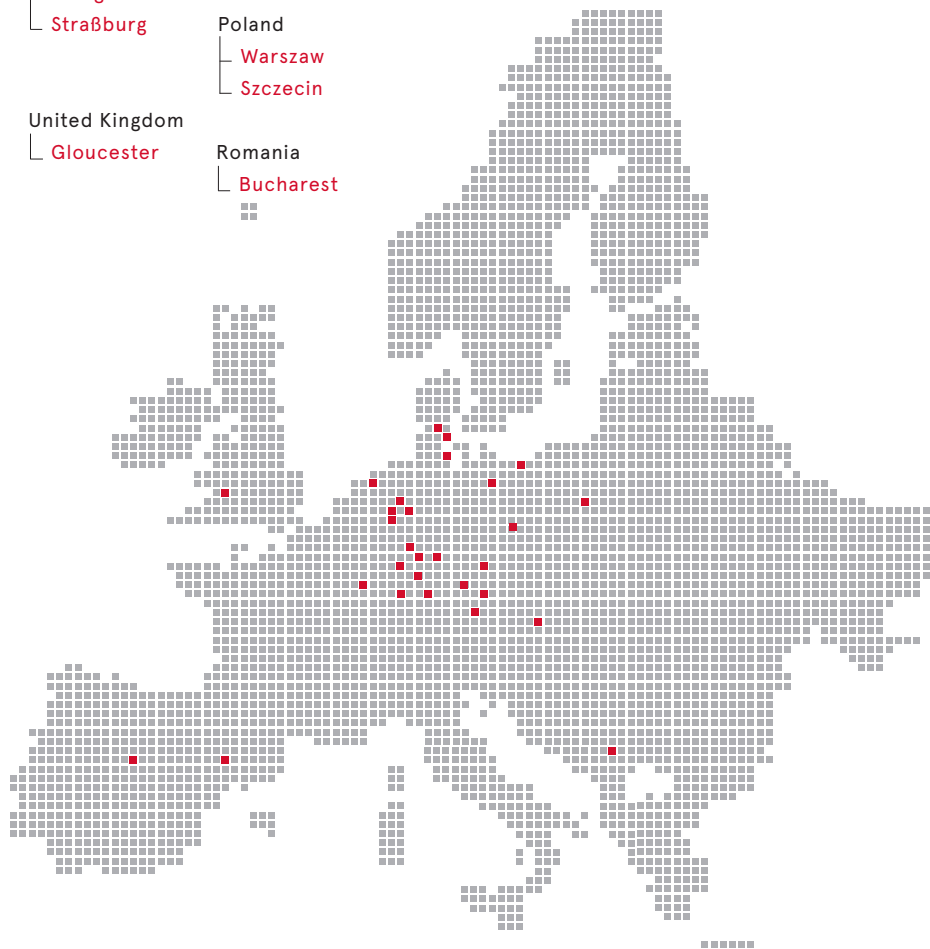 Straßburg
United Kingdom
Gloucester
Poland
Warszaw
Szczecin
Romania
Bucharest